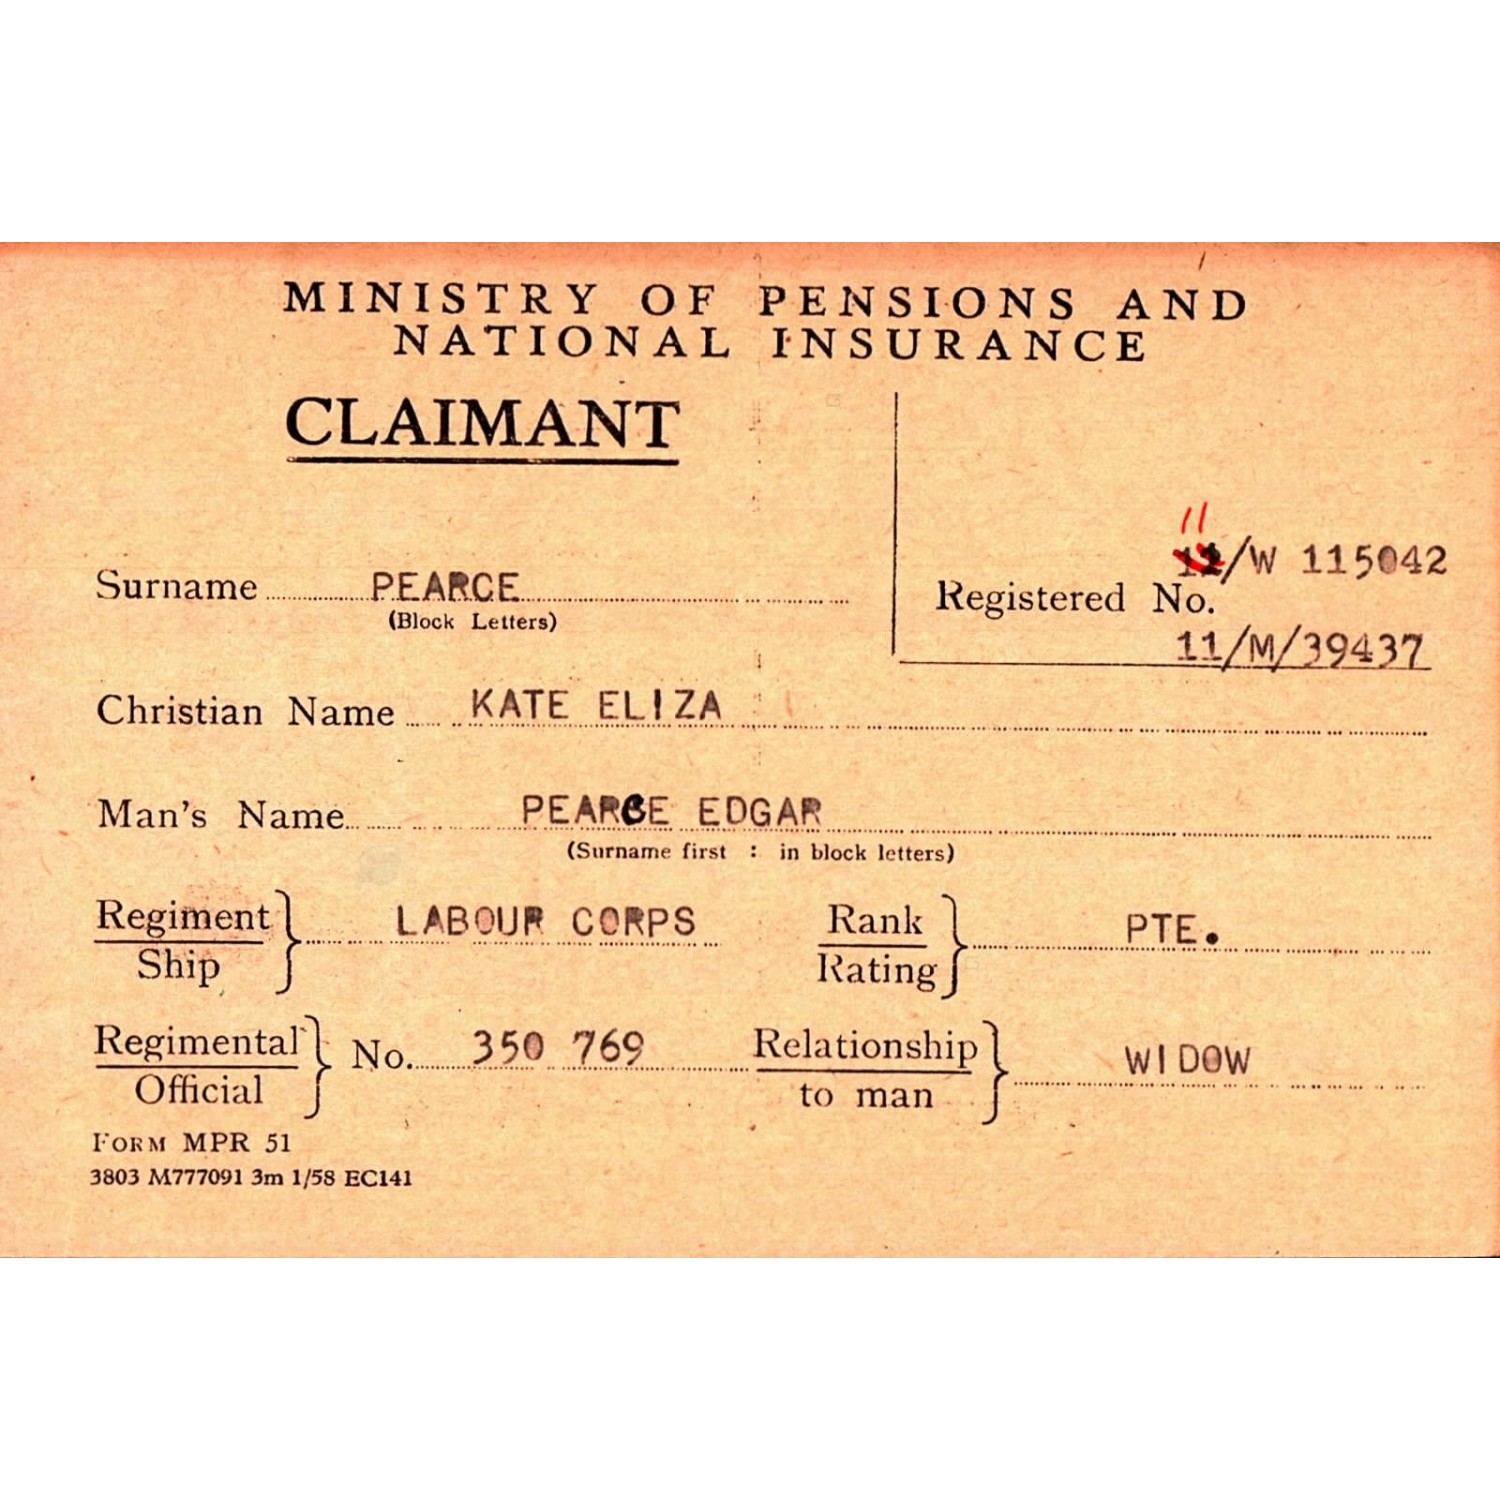 MINISTRY OF PENSIONS AND
NATIONAL INSURANCE
CLAIMANT
11
12/W 115042
Registered No.
11/M/39437
Surname PEARCE
(Block Letters)
Christian Name KATE ELIZA
Man's Name PEARCE EDGAR
(Surname first : in block letters)
Regiment
Ship
LABOUR CORPS
Rank
Rating
PTE.
Regimental
Official
No. 350 769
Relationship
to man
WIDOW
FORM MPR 51
3803 M777091 3m 1/58 EC141